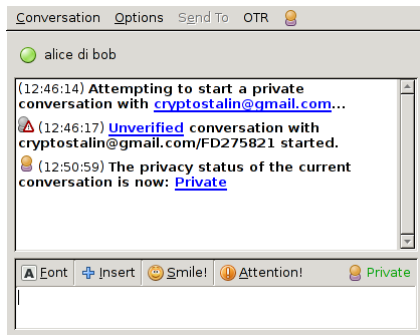 Conversation Options Send To OTR
alice di bob
(12:46:14) Attempting to start a private
conversation with cryptostalin@gmail.com...
(12:46:17) Unverified conversation with
cryptostalin@gmail.com/FD275821 started.
(12:50:59) The privacy status of the current
conversation is now: Private
A Font Insert Smile! Attention! Private